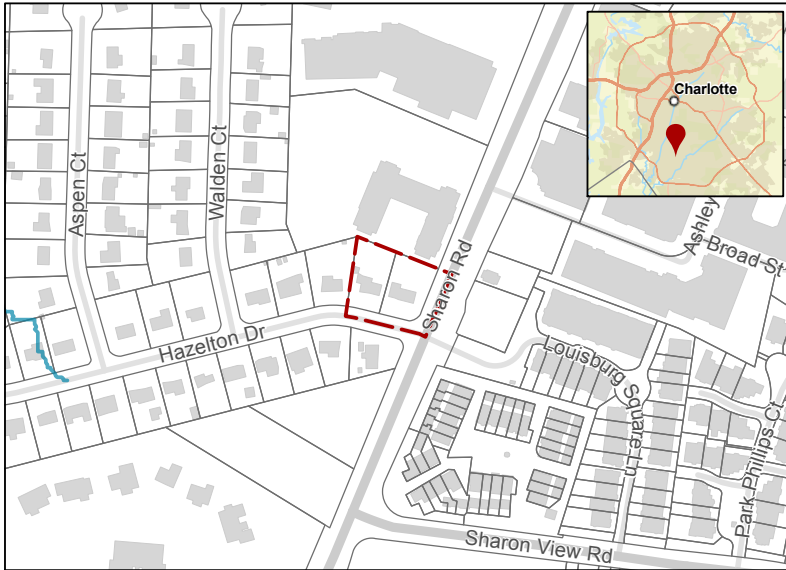 Charlotte
Aspen Ct
Walden Ct
Sharon Rd
Ashley
Broad St
Hazelton Dr
Louisburg Square Ln
Park Phillips Ct
Sharon View Rd